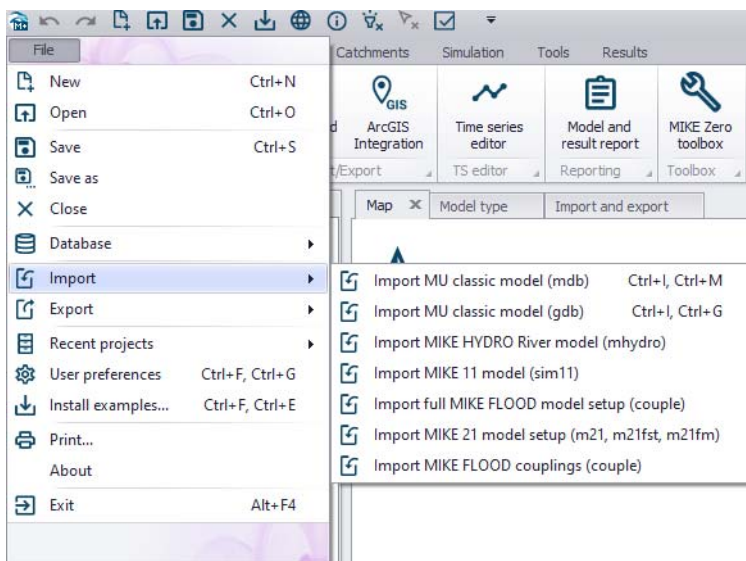 File
Catchments Simulation Tools Results
New Ctrl+N
Open Ctrl+O
Save Ctrl+S
Save as
Close
Database
Import
Export
Recent projects
User preferences Ctrl+F, Ctrl+G
Install examples... Ctrl+F, Ctrl+E
Print...
About
Exit Alt+F4
GIS
ArcGIS
Integration
Time series
editor
Model and
result report
MIKE Zero
toolbox
t/Export TS editor Reporting Toolbox
Map Model type Import and export
Import MU classic model (mdb) Ctrl+I, Ctrl+M
Import MU classic model (gdb) Ctrl+I, Ctrl+G
Import MIKE HYDRO River model (mhydro)
Import MIKE 11 model (sim11)
Import full MIKE FLOOD model setup (couple)
Import MIKE 21 model setup (m21, m21fst, m21fm)
Import MIKE FLOOD couplings (couple)